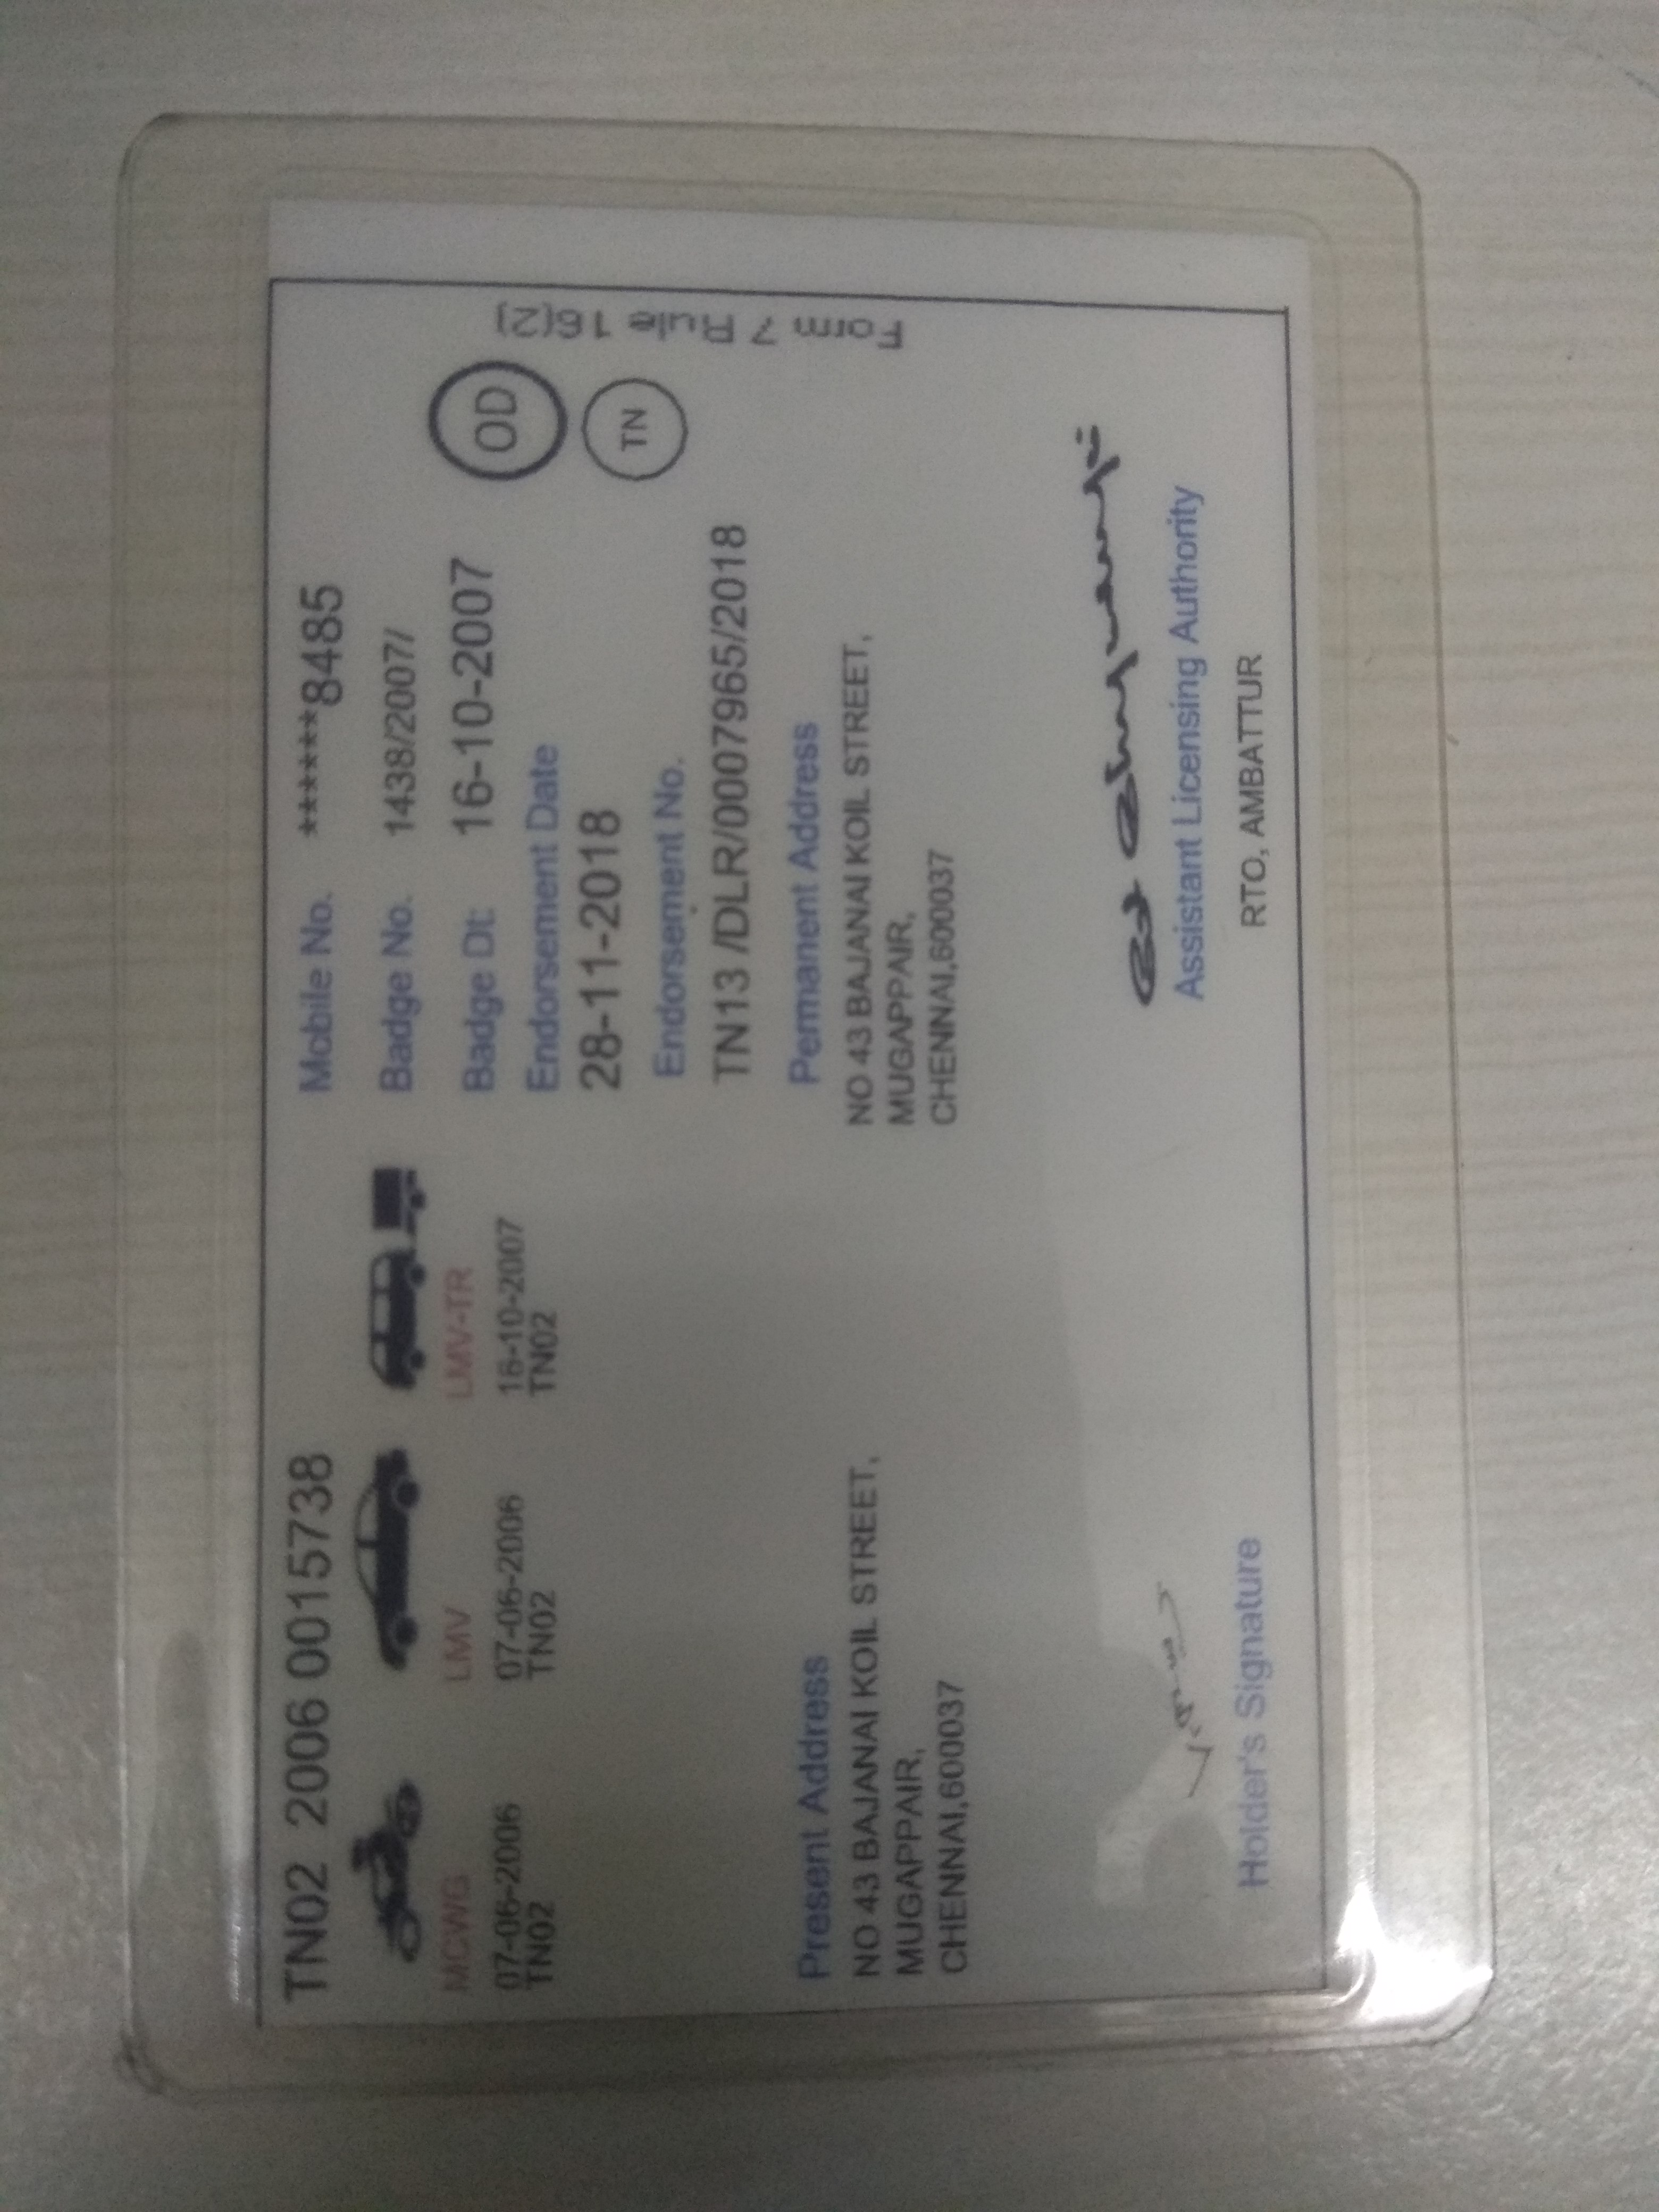 TN02 2006 0015738
MCWG
07-06-2006
TN02
LMV
07-06-2006
TN02
LMV-TR
16-10-2007
TN02
Mobile No. ******8485
Badge No. 1438/2007/
Badge Dt: 16-10-2007
Endorsement Date
28-11-2018
Endorsement No.
TN13 /DLR/0007965/2018
OD
TN
Form 7 Rule 16(2)
Present Address
NO 43 BAJANAI KOIL STREET,
MUGAPPAIR,
CHENNAI,600037
Permanent Address
NO 43 BAJANAI KOIL STREET,
MUGAPPAIR,
CHENNAI,600037
Holder's Signature
Assistant Licensing Authority
RTO, AMBATTUR